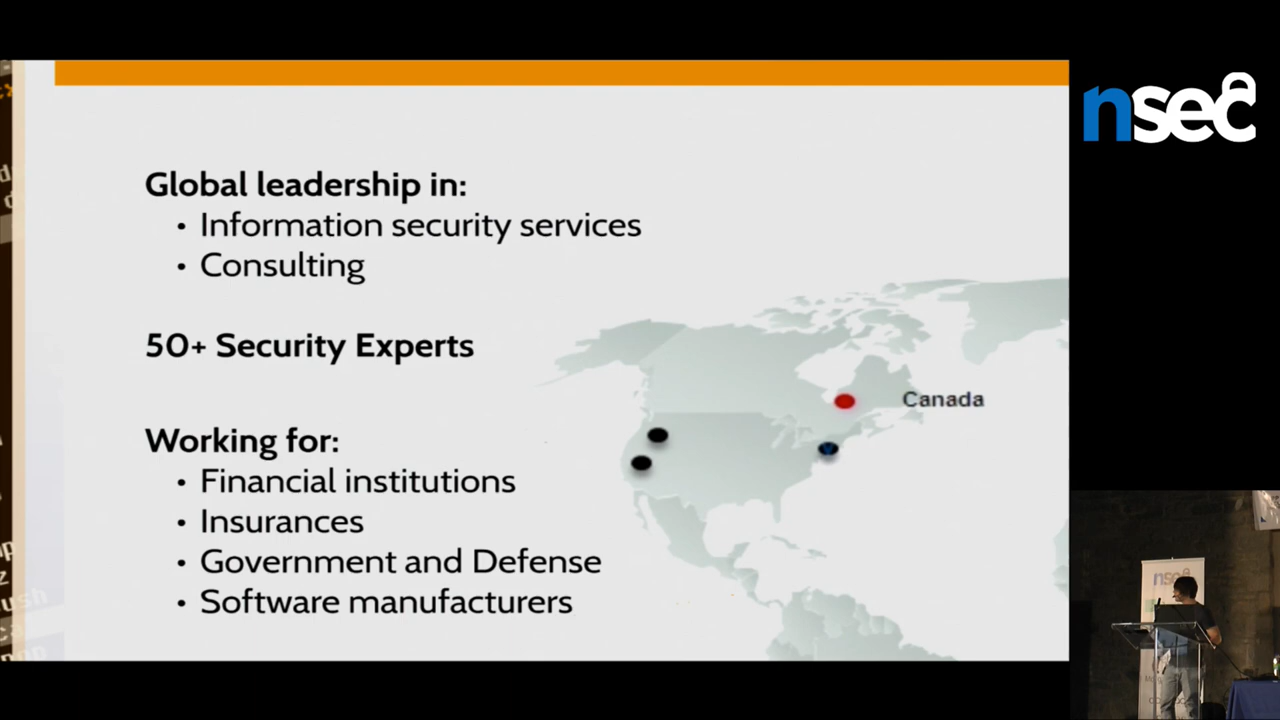 nsec
Global leadership in:
• Information security services
• Consulting
50+ Security Experts
Canada
Working for:
• Financial institutions
• Insurances
• Government and Defense
• Software manufacturers
nsec